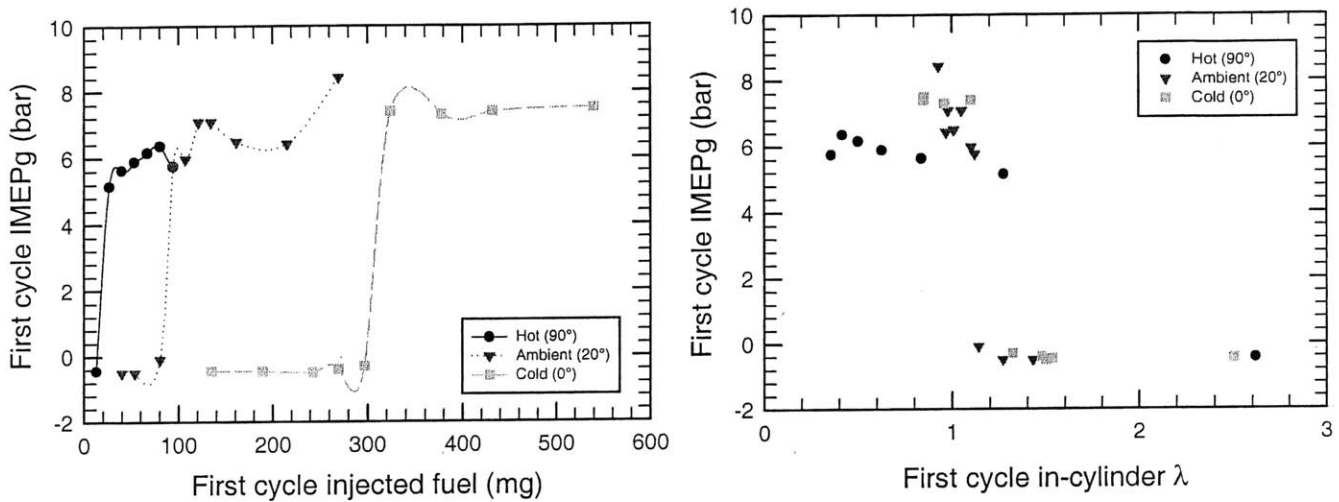 First cycle IMEPg (bar)
10
8
6
4
2
0
-2
Hot (90°)
Ambient (20°)
Cold (0°)
0 100 200 300 400 500 600
First cycle injected fuel (mg)
First cycle IMEPg (bar)
10
8
6
4
2
0
-2
Hot (90°)
Ambient (20°)
Cold (0°)
0 1 2 3
First cycle in-cylinder λ